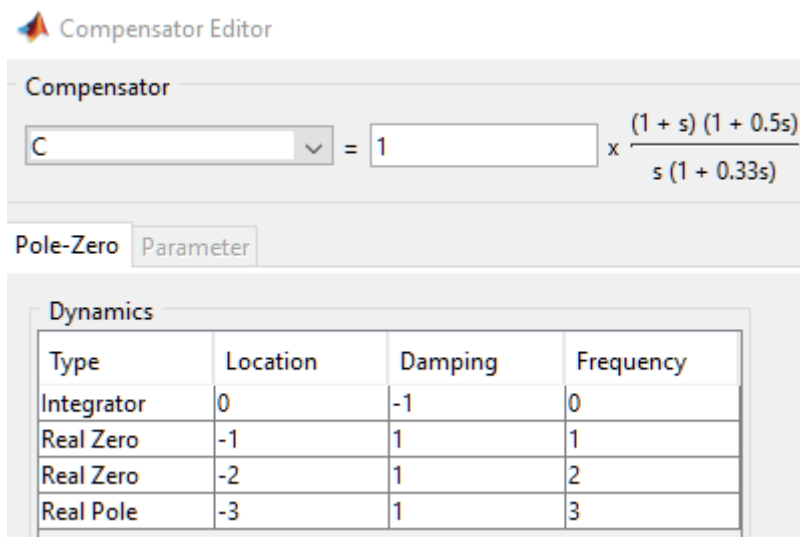 Compensator Editor
Compensator
C = 1 x (1 + s) (1 + 0.5s)
s (1 + 0.33s)
Pole-Zero Parameter
Dynamics
Type Location Damping Frequency
Integrator 0 -1 0
Real Zero -1 1 1
Real Zero -2 1 2
Real Pole -3 1 3